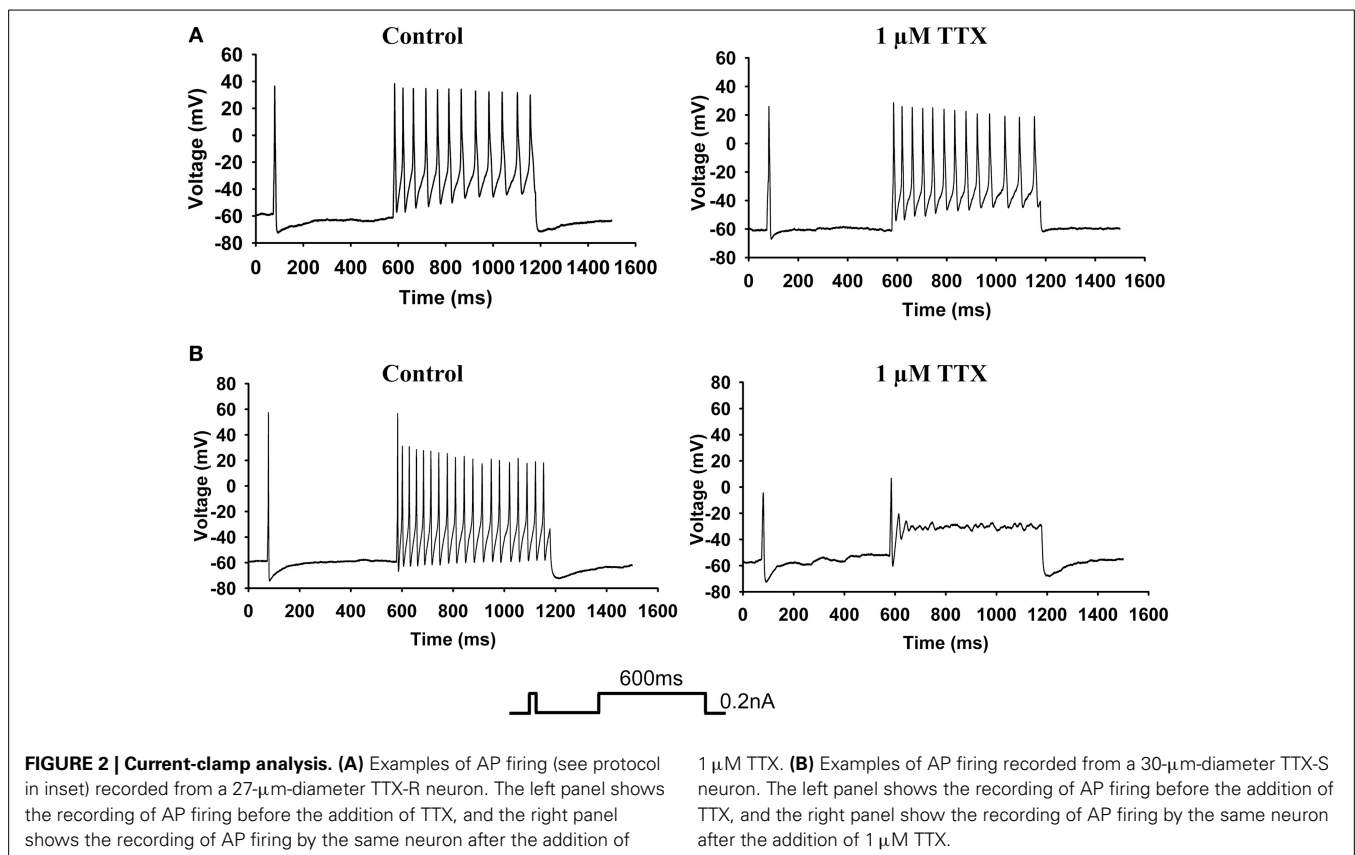 A
Control
1 μM TTX
60
40
20
0
-20
-40
-60
-80
Voltage (mV)
0 200 400 600 800 1000 1200 1400 1600
Time (ms)
60
40
20
0
-20
-40
-60
-80
Voltage (mV)
0 200 400 600 800 1000 1200 1400 1600
Time (ms)
B
Control
1 μM TTX
80
60
40
20
0
-20
-40
-60
-80
Voltage (mV)
0 200 400 600 800 1000 1200 1400 1600
Time (ms)
80
60
40
20
0
-20
-40
-60
-80
Voltage (mV)
0 200 400 600 800 1000 1200 1400 1600
Time (ms)
600ms
0.2nA
FIGURE 2 | Current-clamp analysis. (A) Examples of AP firing (see protocol
in inset) recorded from a 27-μm-diameter TTX-R neuron. The left panel shows
the recording of AP firing before the addition of TTX, and the right panel
shows the recording of AP firing by the same neuron after the addition of
1 μM TTX. (B) Examples of AP firing recorded from a 30-μm-diameter TTX-S
neuron. The left panel shows the recording of AP firing before the addition of
TTX, and the right panel show the recording of AP firing by the same neuron
after the addition of 1 μM TTX.